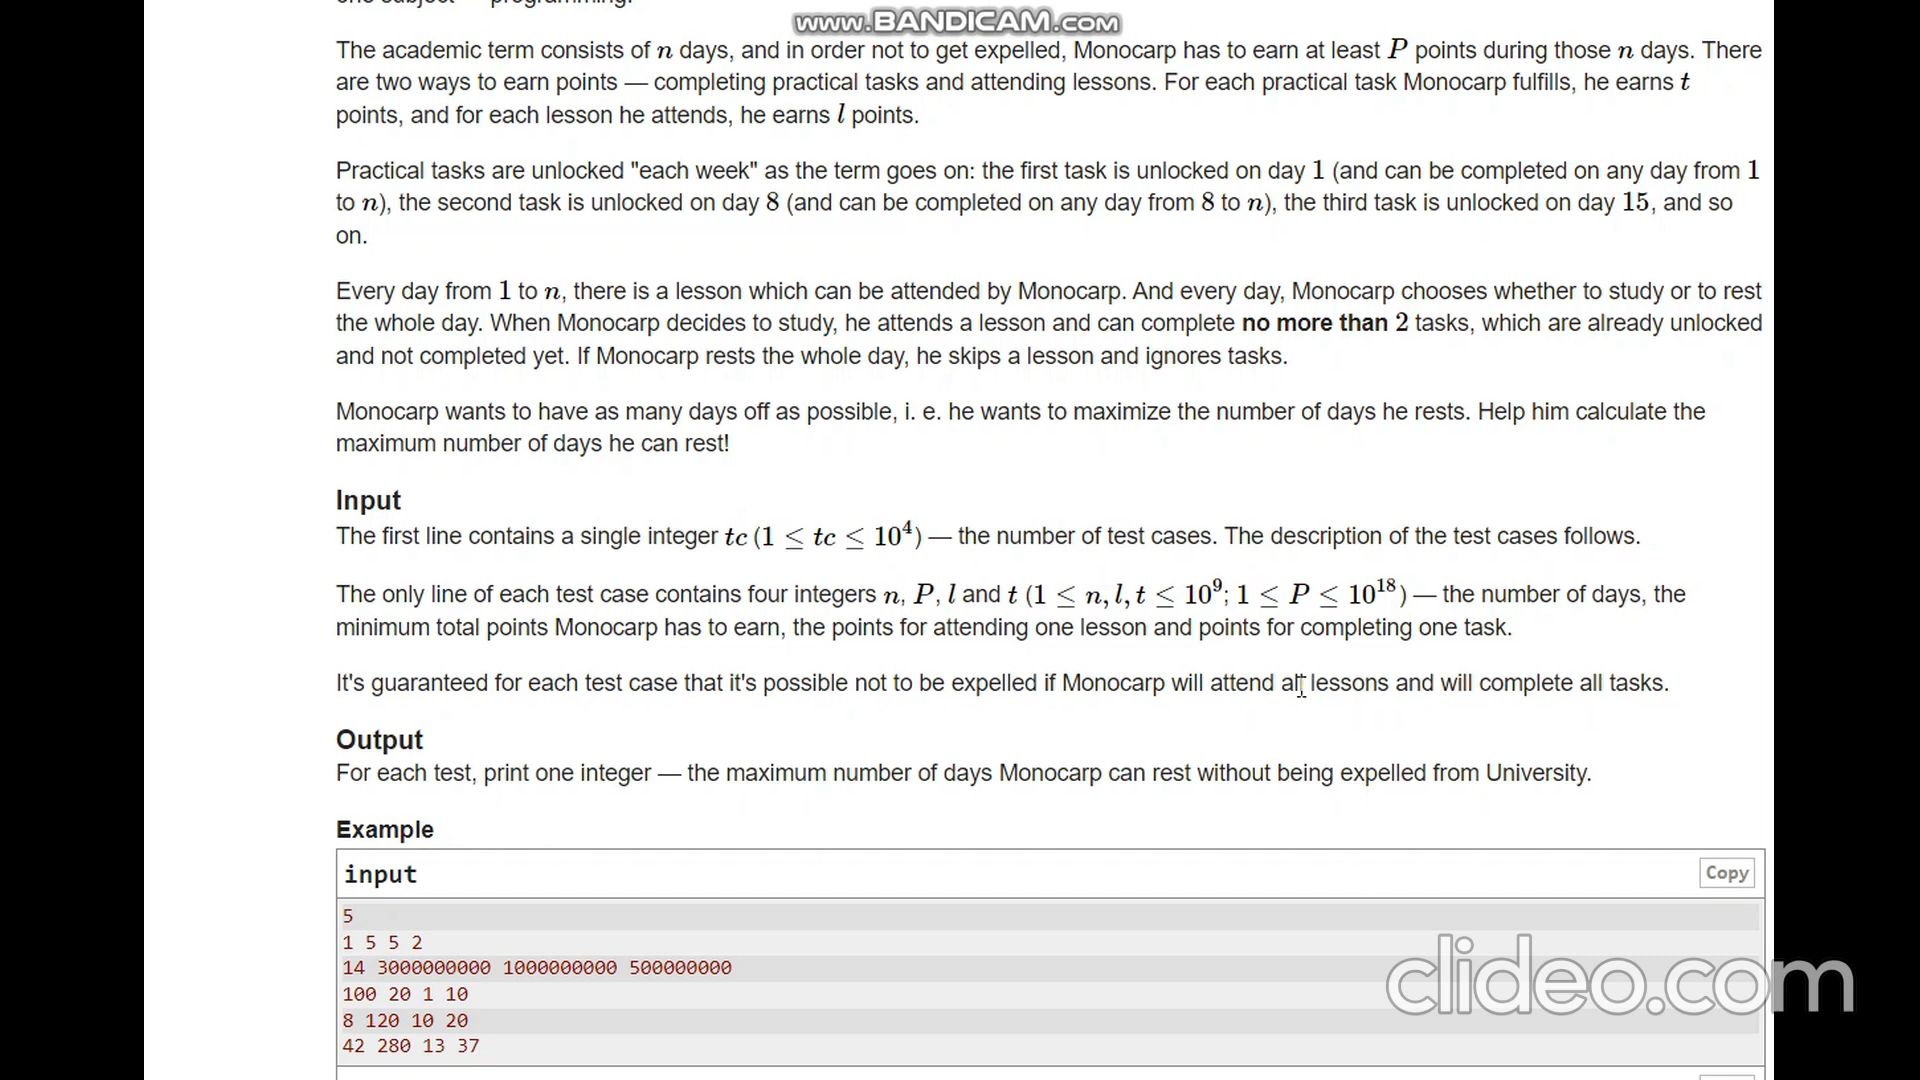 one subject — programming.
www.BANDICAM.com
The academic term consists of n days, and in order not to get expelled, Monocarp has to earn at least P points during those n days. There
are two ways to earn points — completing practical tasks and attending lessons. For each practical task Monocarp fulfills, he earns t
points, and for each lesson he attends, he earns l points.
Practical tasks are unlocked "each week" as the term goes on: the first task is unlocked on day 1 (and can be completed on any day from 1
to n), the second task is unlocked on day 8 (and can be completed on any day from 8 to n), the third task is unlocked on day 15, and so
on.
Every day from 1 to n, there is a lesson which can be attended by Monocarp. And every day, Monocarp chooses whether to study or to rest
the whole day. When Monocarp decides to study, he attends a lesson and can complete no more than 2 tasks, which are already unlocked
and not completed yet. If Monocarp rests the whole day, he skips a lesson and ignores tasks.
Monocarp wants to have as many days off as possible, i. e. he wants to maximize the number of days he rests. Help him calculate the
maximum number of days he can rest!
Input
The first line contains a single integer tc (1 ≤ tc ≤ 10^4) — the number of test cases. The description of the test cases follows.
The only line of each test case contains four integers n, P, l and t (1 ≤ n, l, t ≤ 10^9; 1 ≤ P ≤ 10^18) — the number of days, the
minimum total points Monocarp has to earn, the points for attending one lesson and points for completing one task.
It's guaranteed for each test case that it's possible not to be expelled if Monocarp will attend all lessons and will complete all tasks.
Output
For each test, print one integer — the maximum number of days Monocarp can rest without being expelled from University.
Example
input
Copy
5
1 5 5 2
14 3000000000 1000000000 500000000
100 20 1 10
8 120 10 20
42 280 13 37
clideo.com